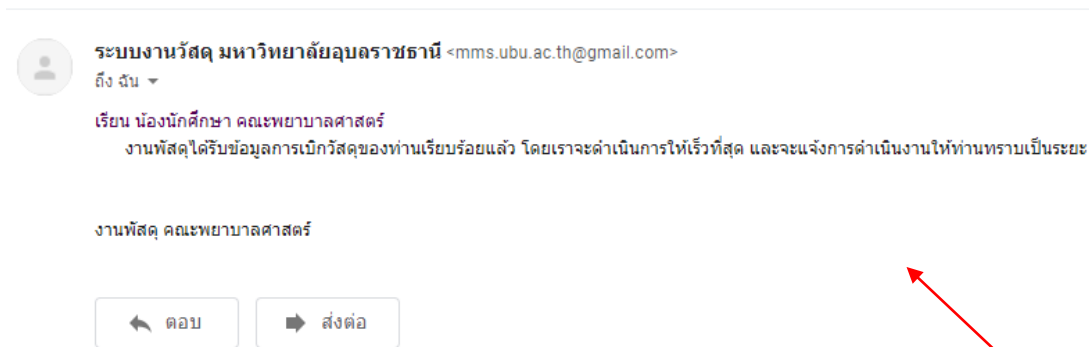 ระบบงานวัสดุ มหาวิทยาลัยอุบลราชธานี <mms.ubu.ac.th@gmail.com>
ถึง ฉัน
เรียน น้องนักศึกษา คณะพยาบาลศาสตร์
งานพัสดุได้รับข้อมูลการเบิกวัสดุของท่านเรียบร้อยแล้ว โดยเราจะดำเนินการให้เร็วที่สุด และจะแจ้งการดำเนินงานให้ท่านทราบเป็นระยะ
งานพัสดุ คณะพยาบาลศาสตร์
ตอบ ส่งต่อ